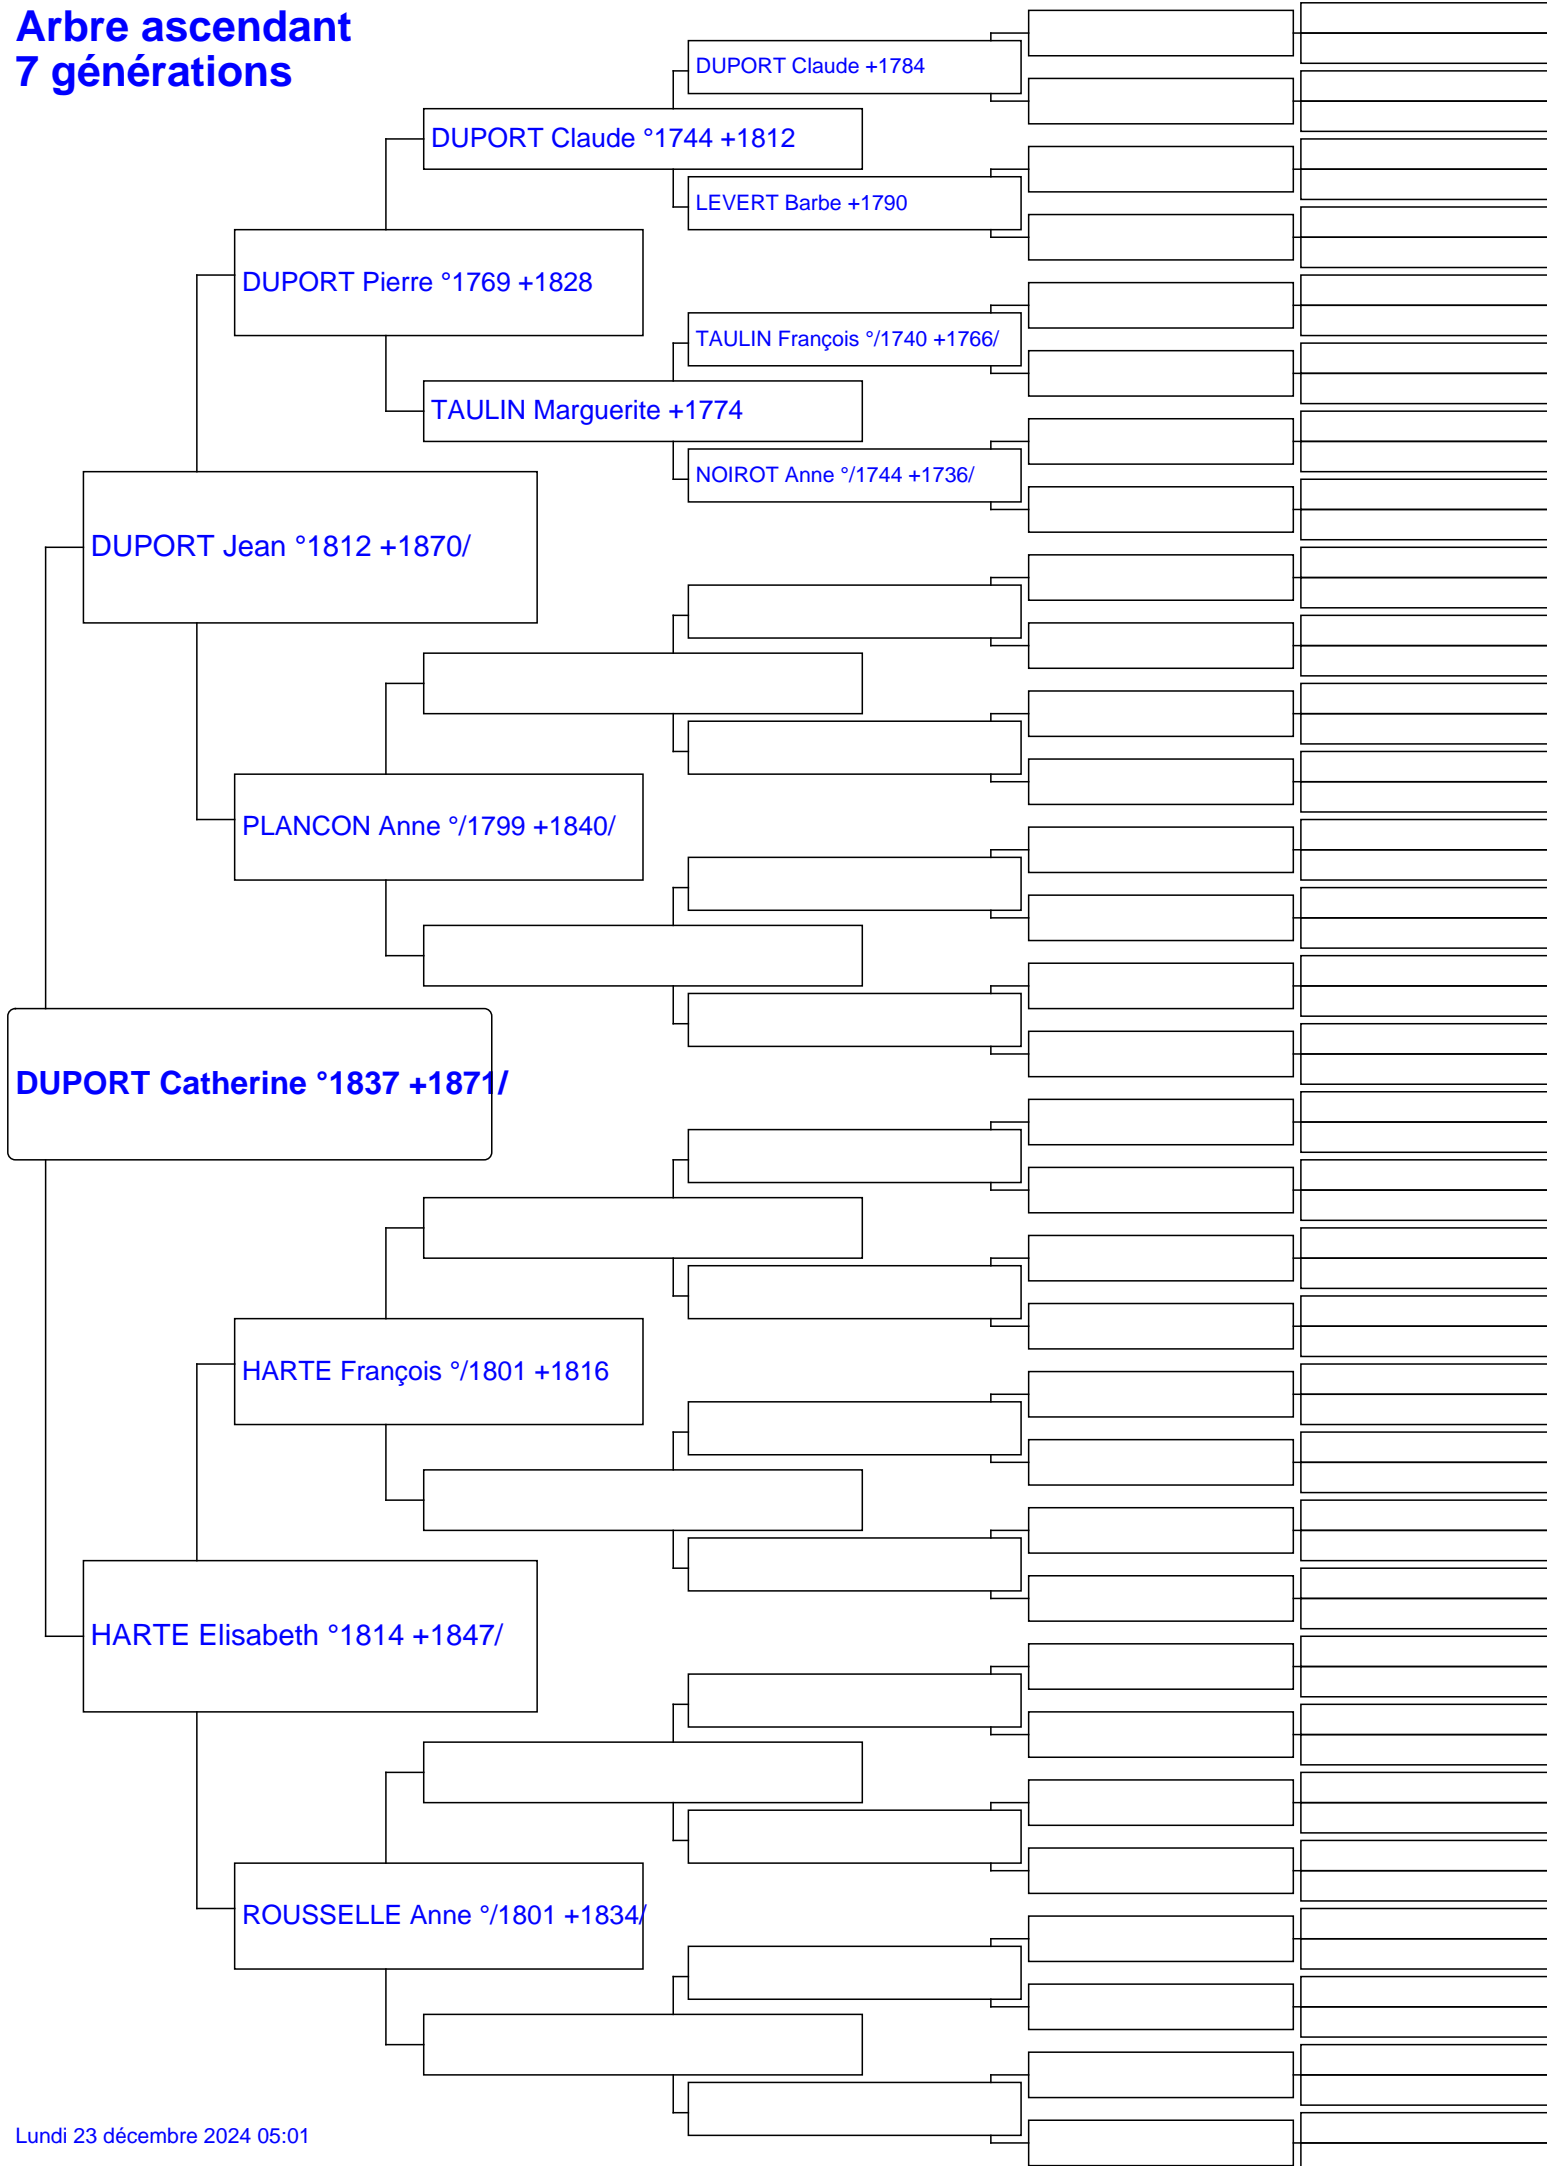 Arbre ascendant
7 générations
DUPORT Claude +1784
DUPORT Claude °1744 +1812
LEVERT Barbe +1790
DUPORT Pierre °1769 +1828
TAULIN François °/1740 +1766/
TAULIN Marguerite +1774
NOIROT Anne °/1744 +1736/
DUPORT Jean °1812 +1870/
PLANCON Anne °/1799 +1840/
DUPORT Catherine °1837 +1871/
HARTE François °/1801 +1816
HARTE Elisabeth °1814 +1847/
ROUSSELLE Anne °/1801 +1834/
Lundi 23 décembre 2024 05:01